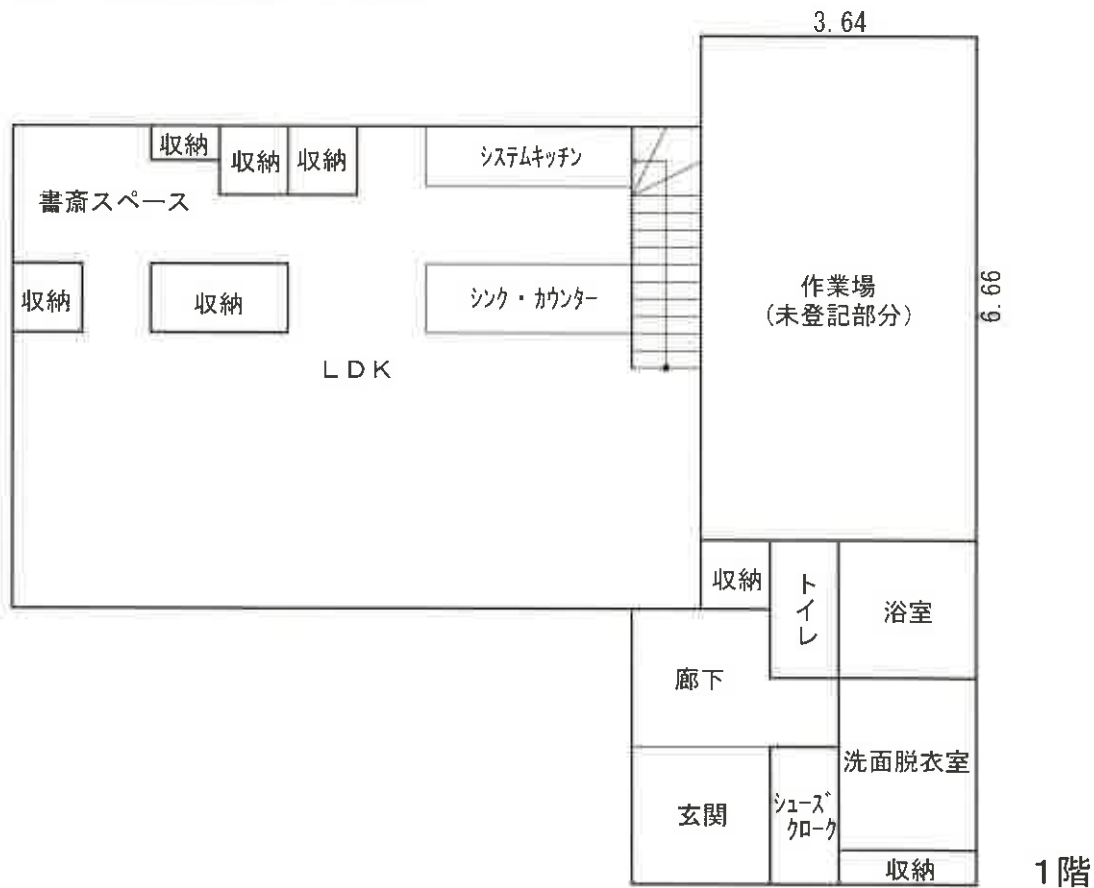 3.64
収納
収納
収納
システムキッチン
書斎スペース
収納
収納
シンク・カウンター
作業場
(未登記部分)
6.66
LDK
収納
トイレ
浴室
廊下
洗面脱衣室
玄関
シューズ
クローク
収納
1階